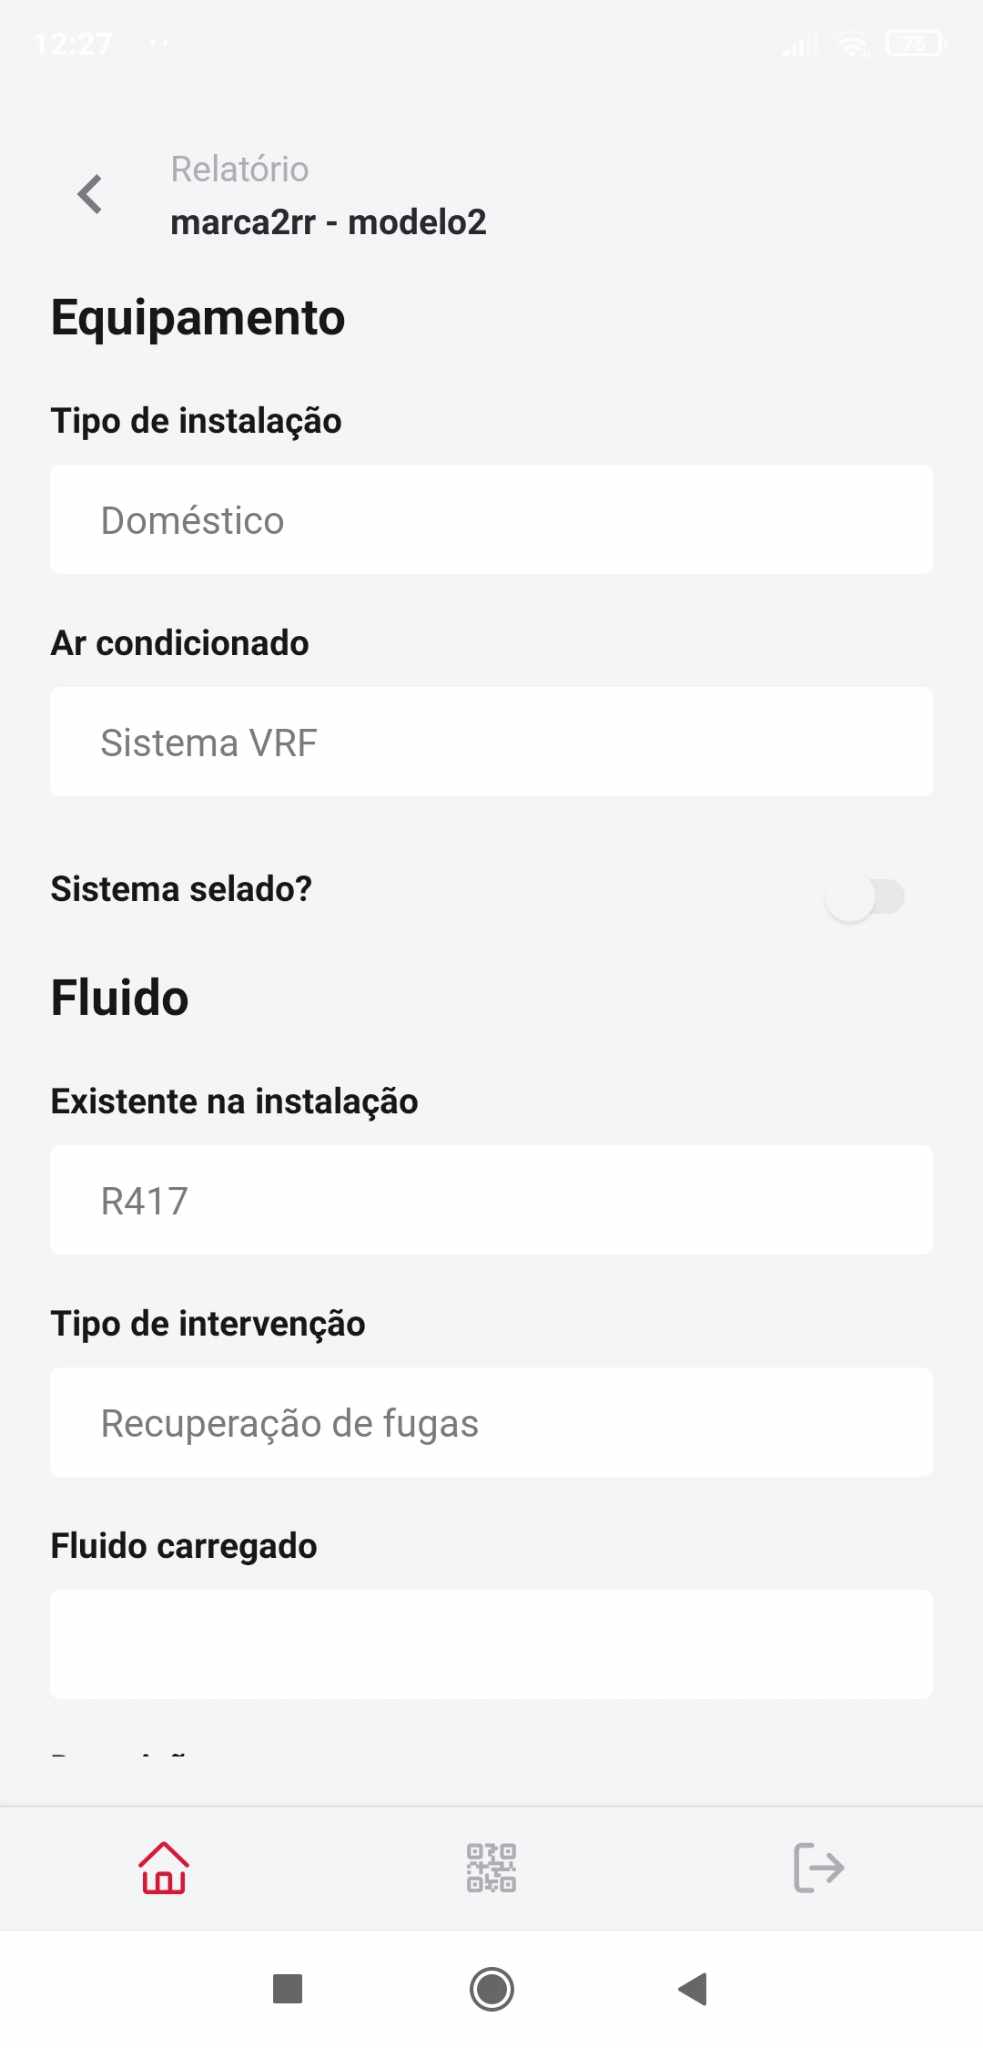 12:27
76
Relatório
marca2rr - modelo2
Equipamento
Tipo de instalação
Doméstico
Ar condicionado
Sistema VRF
Sistema selado?
Fluido
Existente na instalação
R417
Tipo de intervenção
Recuperação de fugas
Fluido carregado